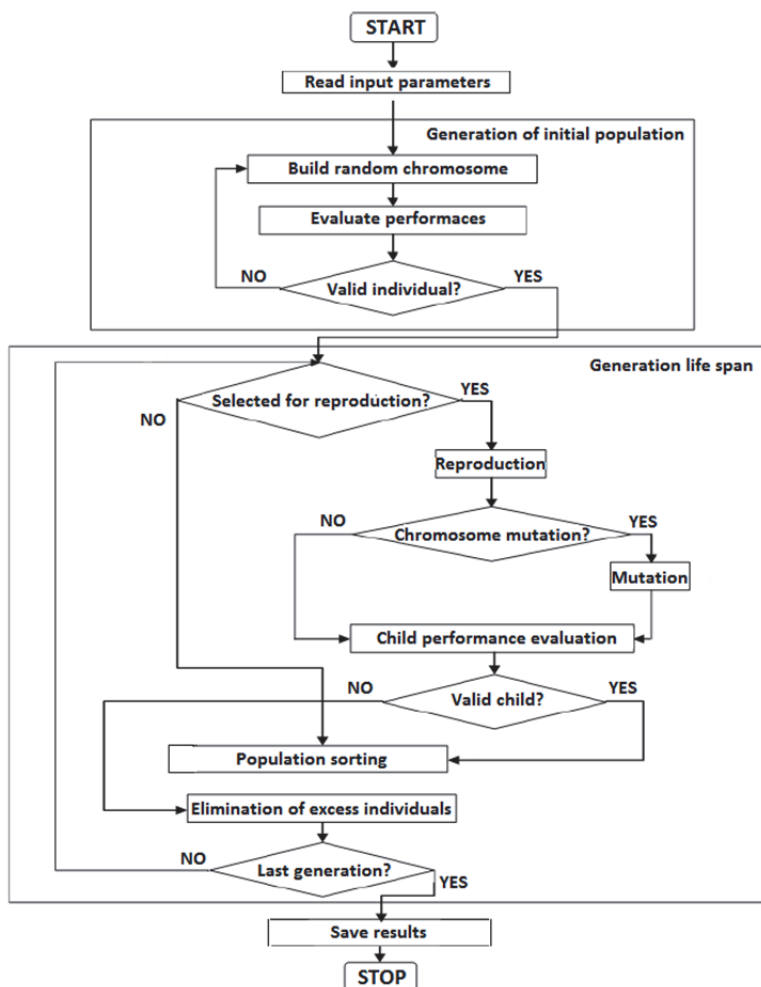 START
Read input parameters
Generation of initial population
Build random chromosome
Evaluate performaces
NO
YES
Valid individual?
Generation life span
YES
Selected for reproduction?
NO
Reproduction
NO
YES
Chromosome mutation?
Mutation
Child performance evaluation
NO
YES
Valid child?
Population sorting
Elimination of excess individuals
NO
Last generation?
YES
Save results
STOP